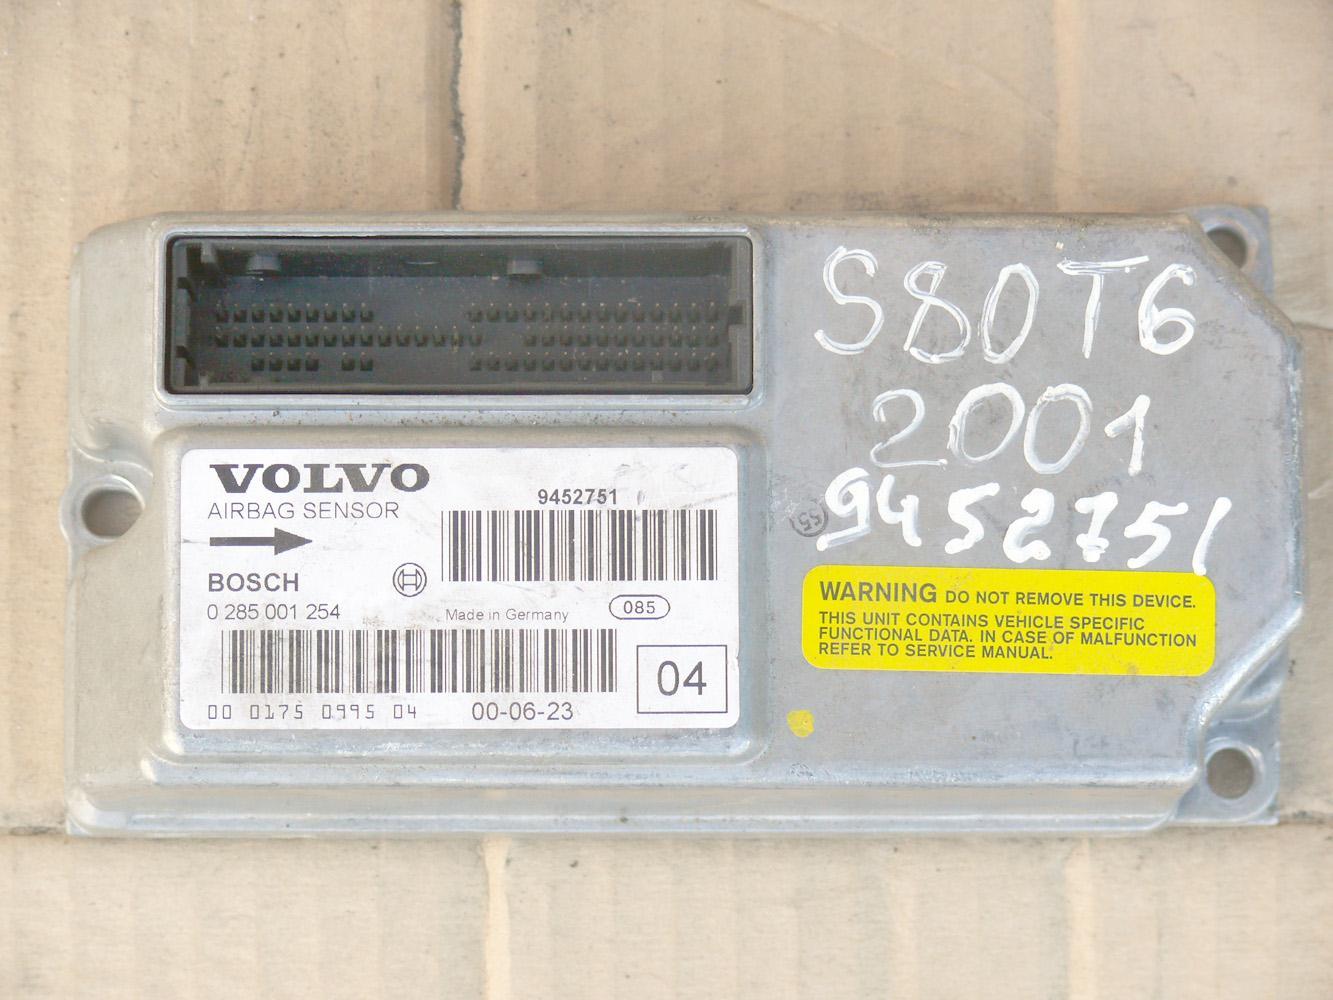 S80T6
2001
9452751
VOLVO
AIRBAG SENSOR
9452751
BOSCH
0 285 001 254
Made in Germany
085
04
00 0175 0995 04
00-06-23
55
WARNING DO NOT REMOVE THIS DEVICE.
THIS UNIT CONTAINS VEHICLE SPECIFIC
FUNCTIONAL DATA. IN CASE OF MALFUNCTION
REFER TO SERVICE MANUAL.